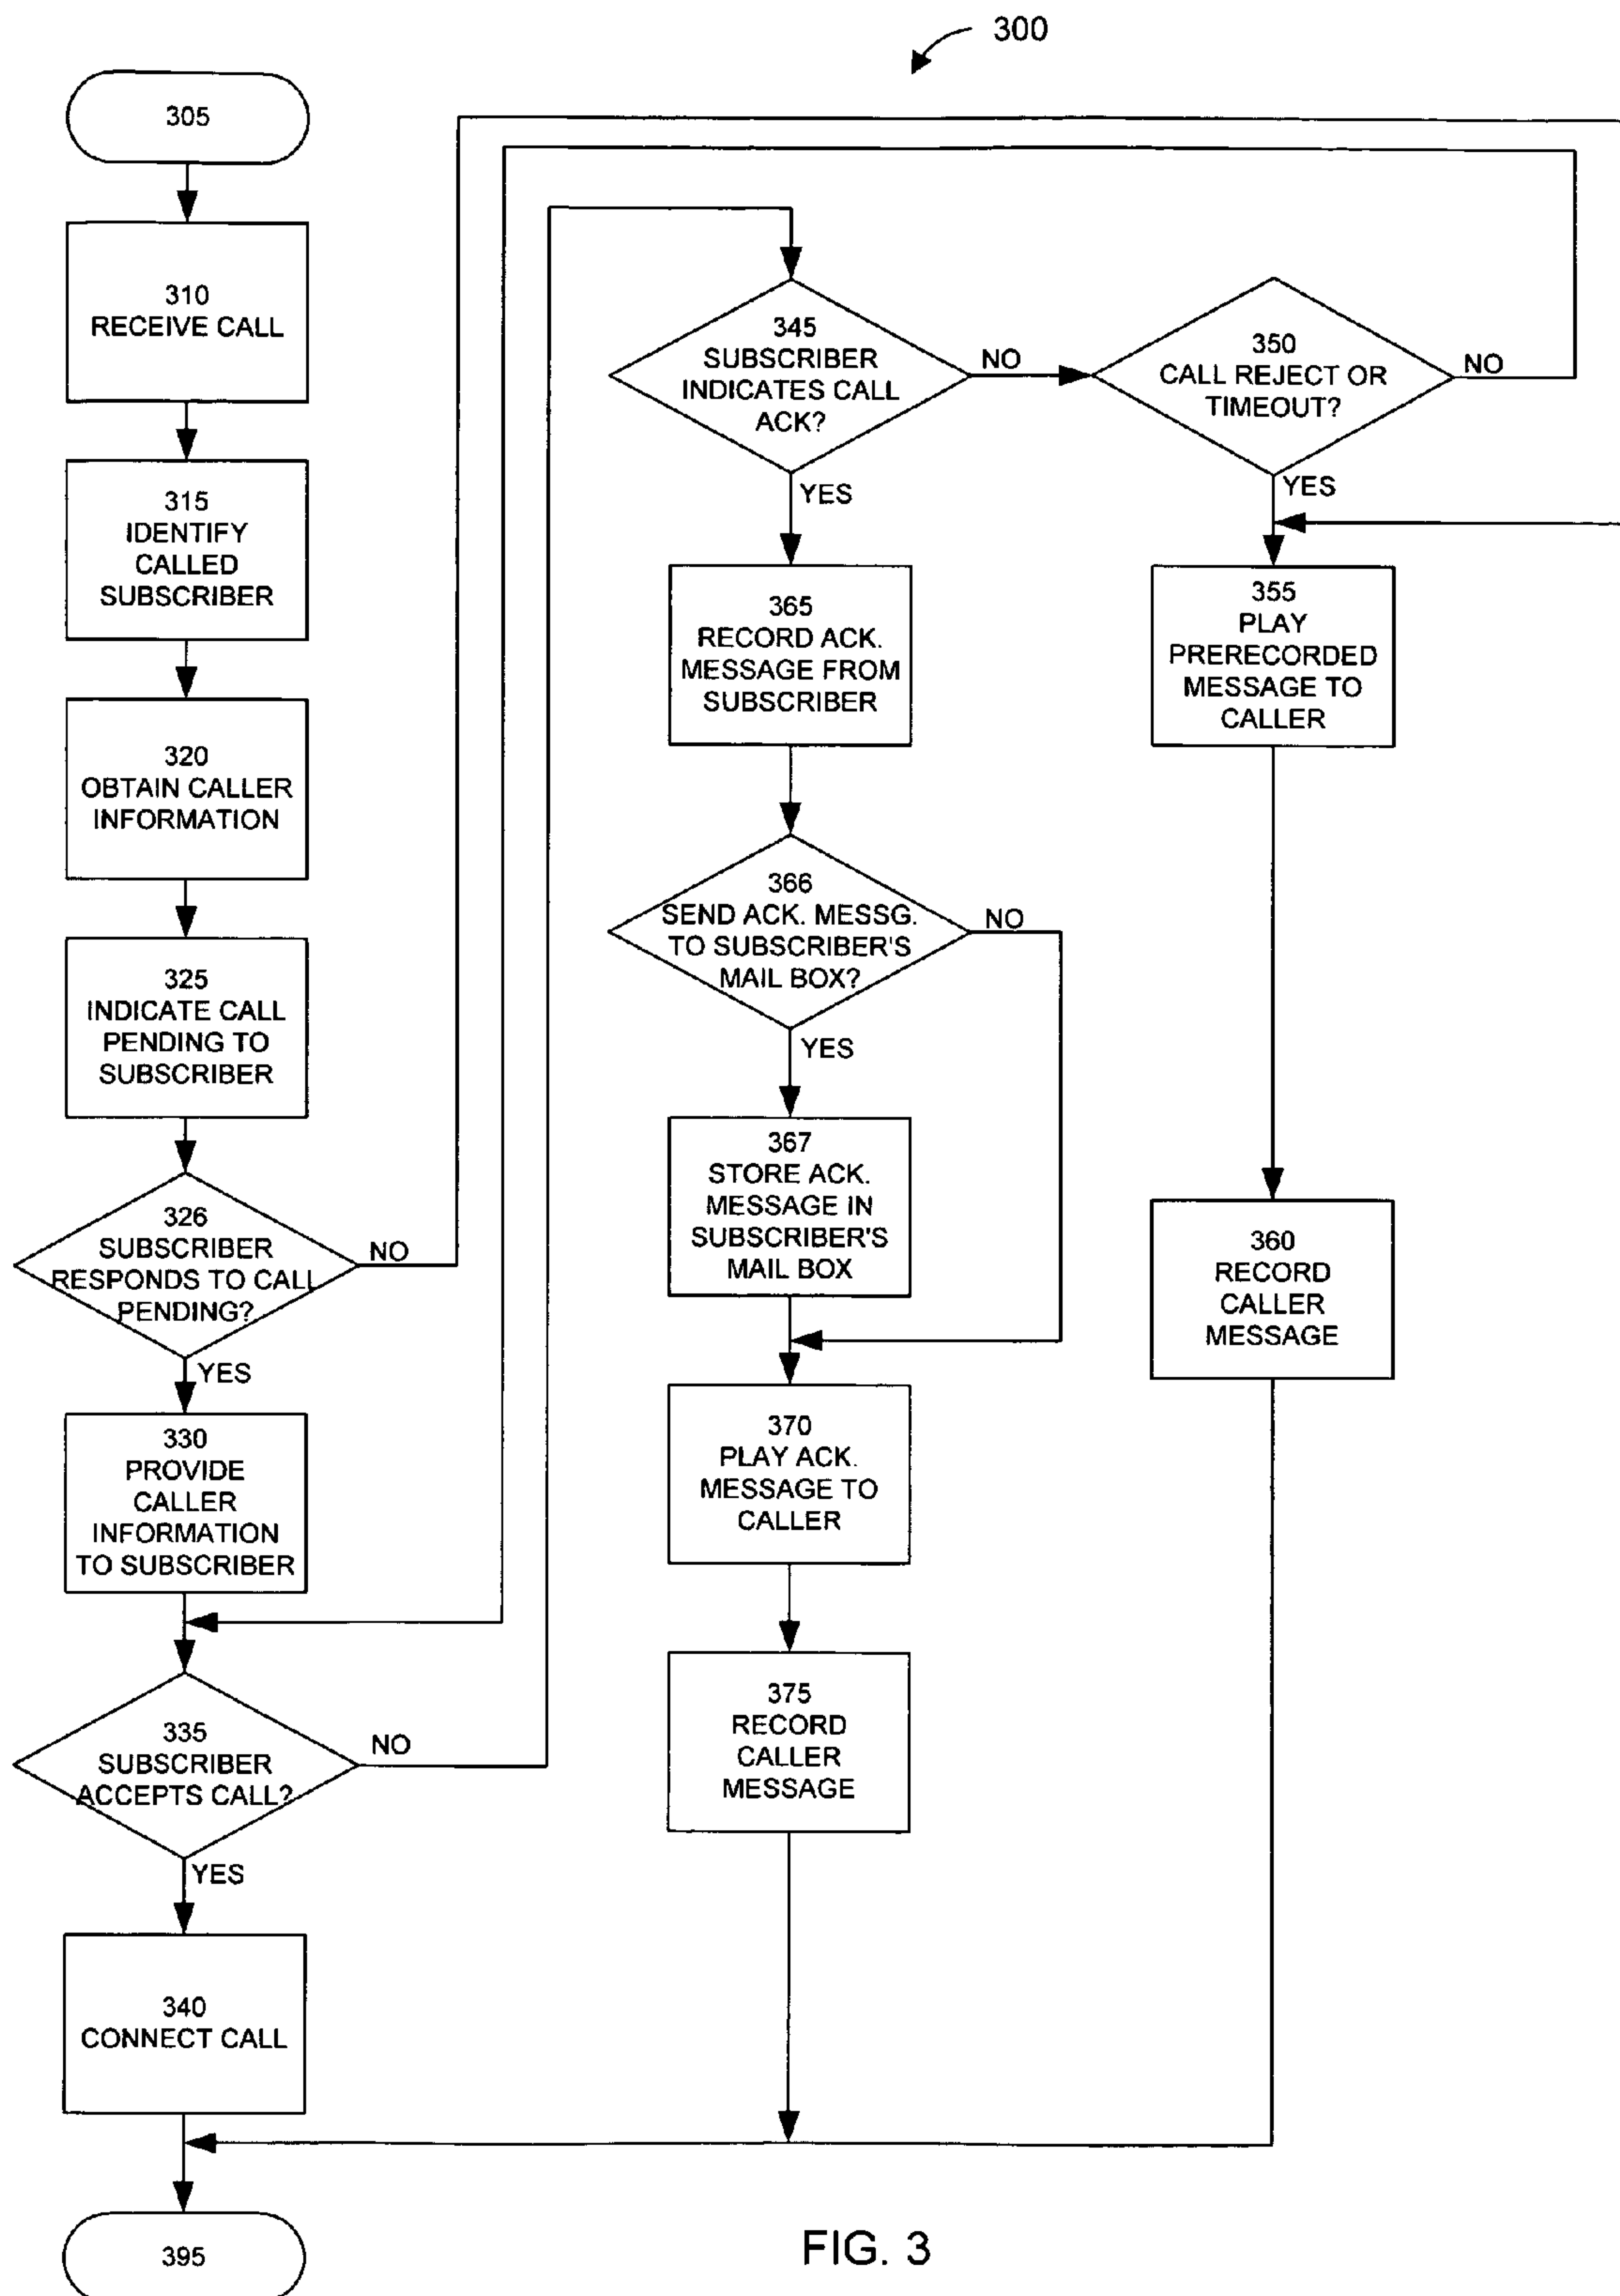 300
305
310
RECEIVE CALL
315
IDENTIFY
CALLED
SUBSCRIBER
320
OBTAIN CALLER
INFORMATION
325
INDICATE CALL
PENDING TO
SUBSCRIBER
326
SUBSCRIBER
RESPONDS TO CALL
PENDING?
NO
YES
330
PROVIDE
CALLER
INFORMATION
TO SUBSCRIBER
335
SUBSCRIBER
ACCEPTS CALL?
NO
YES
340
CONNECT CALL
395
345
SUBSCRIBER
INDICATES CALL
ACK?
NO
YES
365
RECORD ACK.
MESSAGE FROM
SUBSCRIBER
366
SEND ACK. MESSG.
TO SUBSCRIBER'S
MAIL BOX?
NO
YES
367
STORE ACK.
MESSAGE IN
SUBSCRIBER'S
MAIL BOX
370
PLAY ACK.
MESSAGE TO
CALLER
375
RECORD
CALLER
MESSAGE
350
CALL REJECT OR
TIMEOUT?
NO
YES
355
PLAY
PRERECORDED
MESSAGE TO
CALLER
360
RECORD
CALLER
MESSAGE
FIG. 3